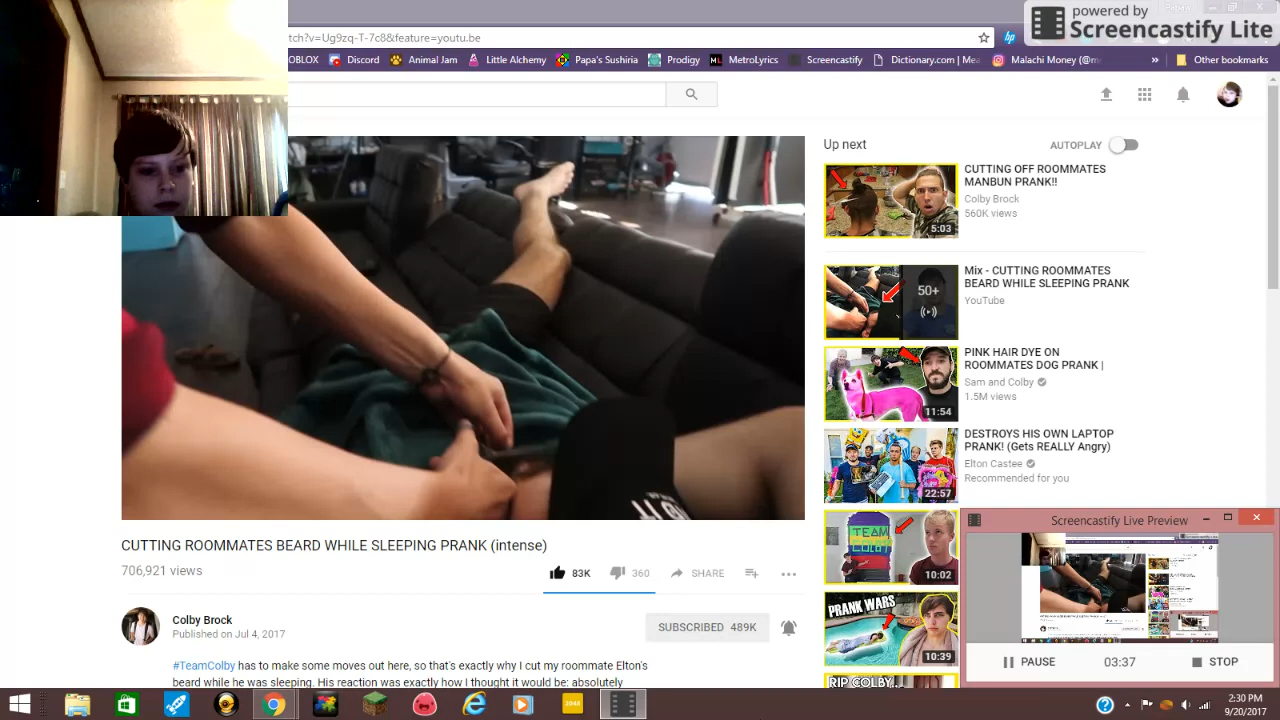 powered by
Screencastify Lite
tch?v=Ug9zq-T-7c8&feature=youtu.be
OBLOX Discord Animal Jam Little Alchemy Papa's Sushiria Prodigy MetroLyrics Screencastify Dictionary.com | Mea Malachi Money (@m » Other bookmarks
Up next
AUTOPLAY
CUTTING OFF ROOMMATES
MANBUN PRANK!!
Colby Brock
560K views
5:03
Mix - CUTTING ROOMMATES
BEARD WHILE SLEEPING PRANK
YouTube
50+
PINK HAIR DYE ON
ROOMMATES DOG PRANK |
Sam and Colby
1.5M views
11:54
DESTROYS HIS OWN LAPTOP
PRANK! (Gets REALLY Angry)
Elton Castee
Recommended for you
22:57
TEAM
COLBY
10:02
PRANK WARS
10:39
RIP COLBY...
CUTTING ROOMMATES BEARD WHILE SLEEPING PRANK (intense)
706,921 views
83K 360 SHARE
Colby Brock
Published on Jul 4, 2017
SUBSCRIBED 489K
#TeamColby has to make some moves out here, so that's exactly why I cut my roommate Elton's
beard while he was sleeping. His reaction was exactly how I thought it would be: absolutely
Screencastify Live Preview
PAUSE 03:37 STOP
2048
2:30 PM
9/20/2017